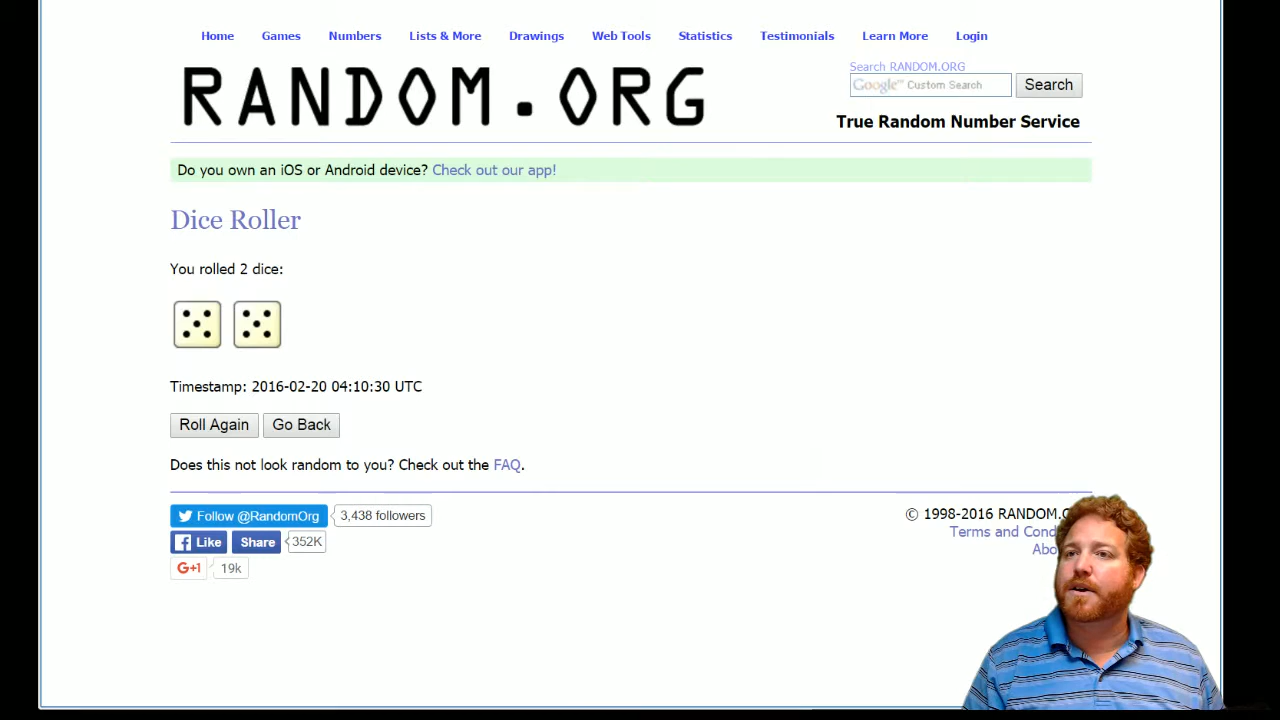 Home Games Numbers Lists & More Drawings Web Tools Statistics Testimonials Learn More Login
RANDOM.ORG
Search RANDOM.ORG
Google™ Custom Search Search
True Random Number Service
Do you own an iOS or Android device? Check out our app!
Dice Roller
You rolled 2 dice:
Timestamp: 2016-02-20 04:10:30 UTC
Roll Again Go Back
Does this not look random to you? Check out the FAQ.
Follow @RandomOrg 3,438 followers
Like Share 352K
G+1 19k
© 1998-2016 RANDOM.
Terms and Cond
Abo